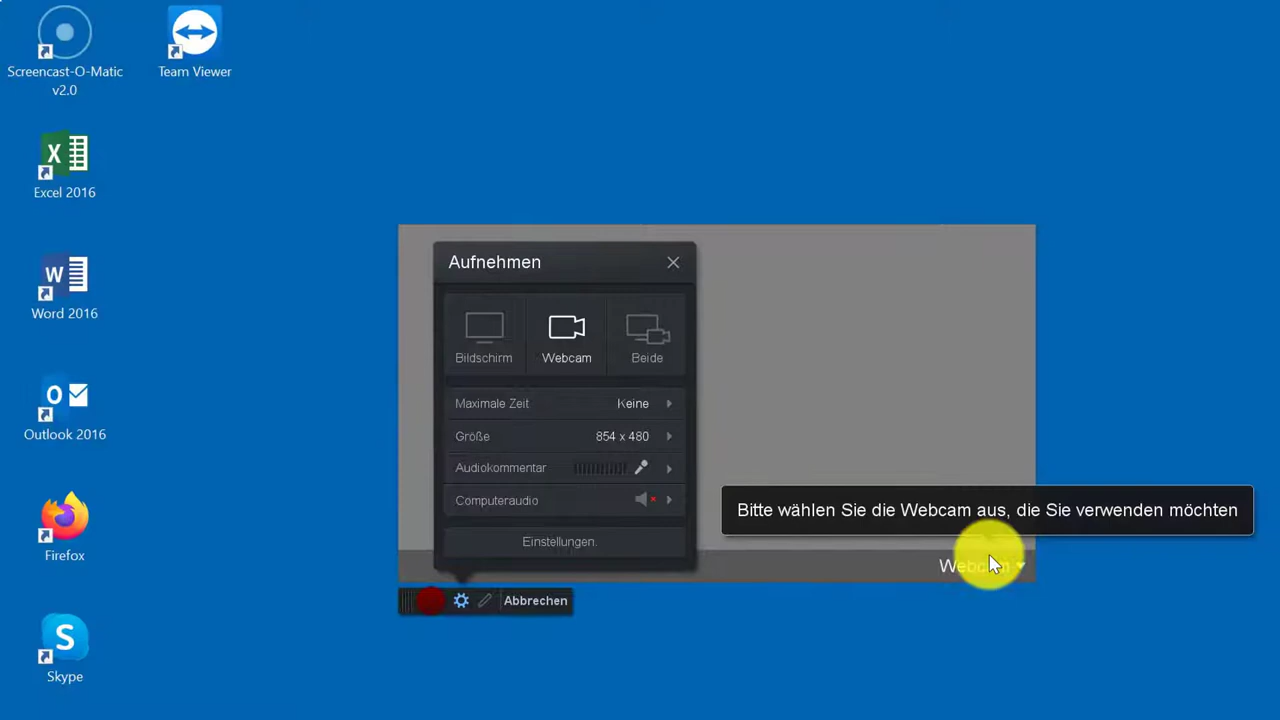 Screencast-O-Matic
v2.0
Team Viewer
Excel 2016
Word 2016
Outlook 2016
Firefox
Skype
Aufnehmen
Bildschirm
Webcam
Beide
Maximale Zeit Keine
Größe 854 x 480
Audiokommentar
Computeraudio
Einstellungen.
Bitte wählen Sie die Webcam aus, die Sie verwenden möchten
Webcam
Abbrechen